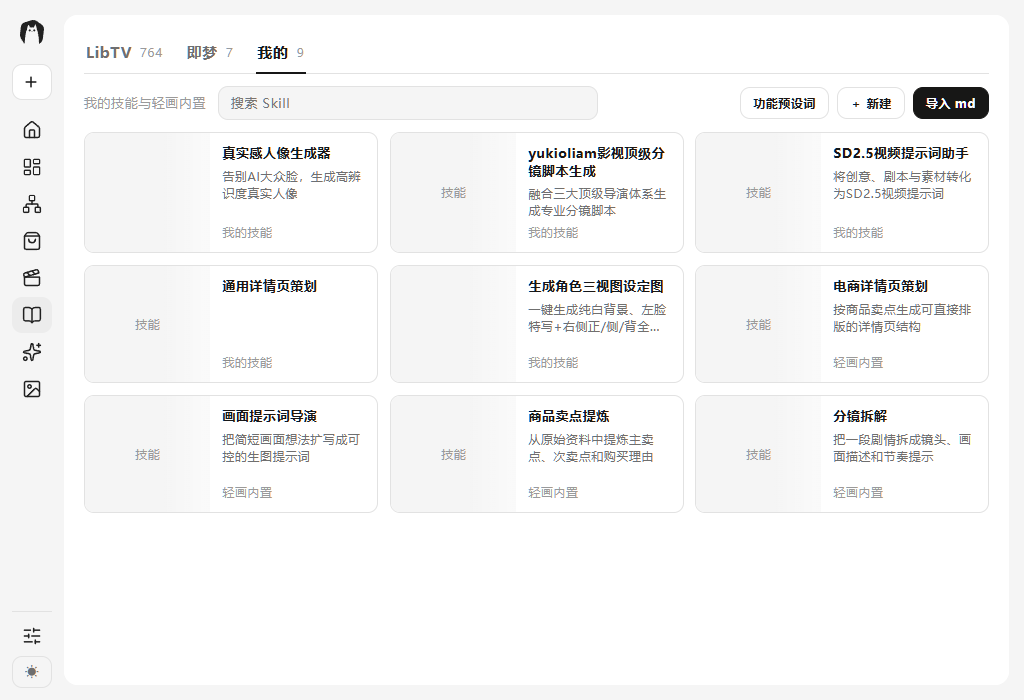 LibTV 764 即梦 7 我的 9
我的技能与轻画内置 搜索 Skill 功能预设词 + 新建 导入 md
真实感人像生成器
告别AI大众脸，生成高辨
识度真实人像
我的技能
技能
yukioliam影视顶级分
镜脚本生成
融合三大顶级导演体系生
成专业分镜脚本
我的技能
技能
SD2.5视频提示词助手
将创意、剧本与素材转化
为SD2.5视频提示词
我的技能
技能
通用详情页策划
我的技能
生成角色三视图设定图
一键生成纯白背景、左脸
特写+右侧正/侧/背全...
我的技能
技能
电商详情页策划
按商品卖点生成可直接排
版的详情页结构
轻画内置
技能
画面提示词导演
把简短画面想法扩写成可
控的生图提示词
轻画内置
技能
商品卖点提炼
从原始资料中提炼主卖
点、次卖点和购买理由
轻画内置
技能
分镜拆解
把一段剧情拆成镜头、画
面描述和节奏提示
轻画内置